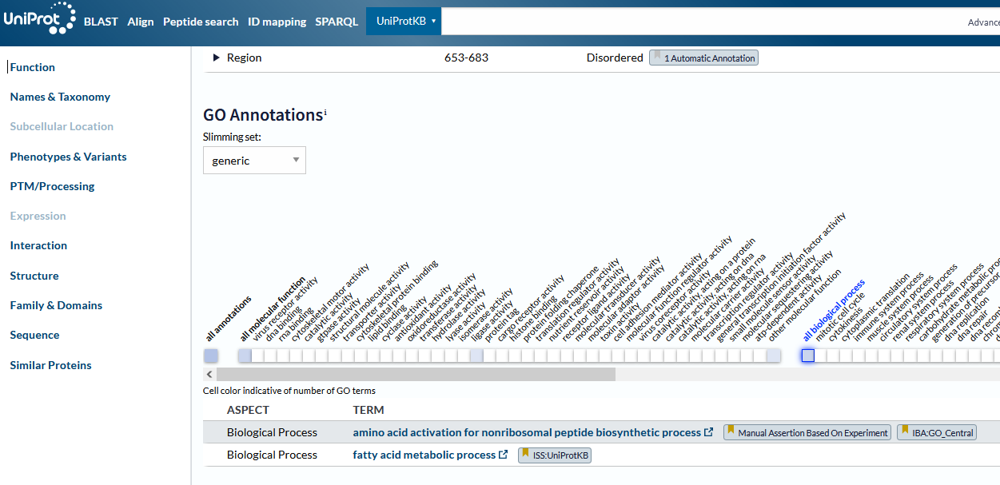 UniProt BLAST Align Peptide search ID mapping SPARQL UniProtKB Advance
Function
Names & Taxonomy
Subcellular Location
Phenotypes & Variants
PTM/Processing
Expression
Interaction
Structure
Family & Domains
Sequence
Similar Proteins
Region 653-683 Disordered 1 Automatic Annotation
GO Annotationsi
Slimming set:
generic
all annotations
all molecular function
virus receptor activity
dna binding
rna binding
cytoskeletal motor activity
catalytic activity
gtpase activity
structural molecule activity
transporter activity
cytoskeletal protein binding
lipid binding
cyclase activity
antioxidant activity
oxidoreductase activity
transferase activity
hydrolase activity
lyase activity
isomerase activity
ligase activity
protein tag
cargo receptor activity
histone binding
protein folding chaperone
translation regulator activity
nutrient reservoir activity
receptor ligand activity
molecular transducer activity
molecular adaptor activity
toxin activity
cell adhesion mediator activity
molecular function regulator activity
virus coreceptor activity
catalytic activity, acting on a protein
catalytic activity, acting on dna
catalytic activity, acting on rna
molecular carrier activity
transcription regulator activity
general transcription initiation factor activity
small molecule sensor activity
molecular sequestering activity
atp-dependent activity
other molecular function
all biological process
mitotic cell cycle
cytokinesis
cytoplasmic translation
immune system process
muscle system process
circulatory system process
renal system process
respiratory system process
carbohydrate metabolic proc
generation of precursor
dna replication
dna repair
dna recom
chro
Cell color indicative of number of GO terms
ASPECT TERM
Biological Process amino acid activation for nonribosomal peptide biosynthetic process Manual Assertion Based On Experiment IBA:GO_Central
Biological Process fatty acid metabolic process ISS:UniProtKB